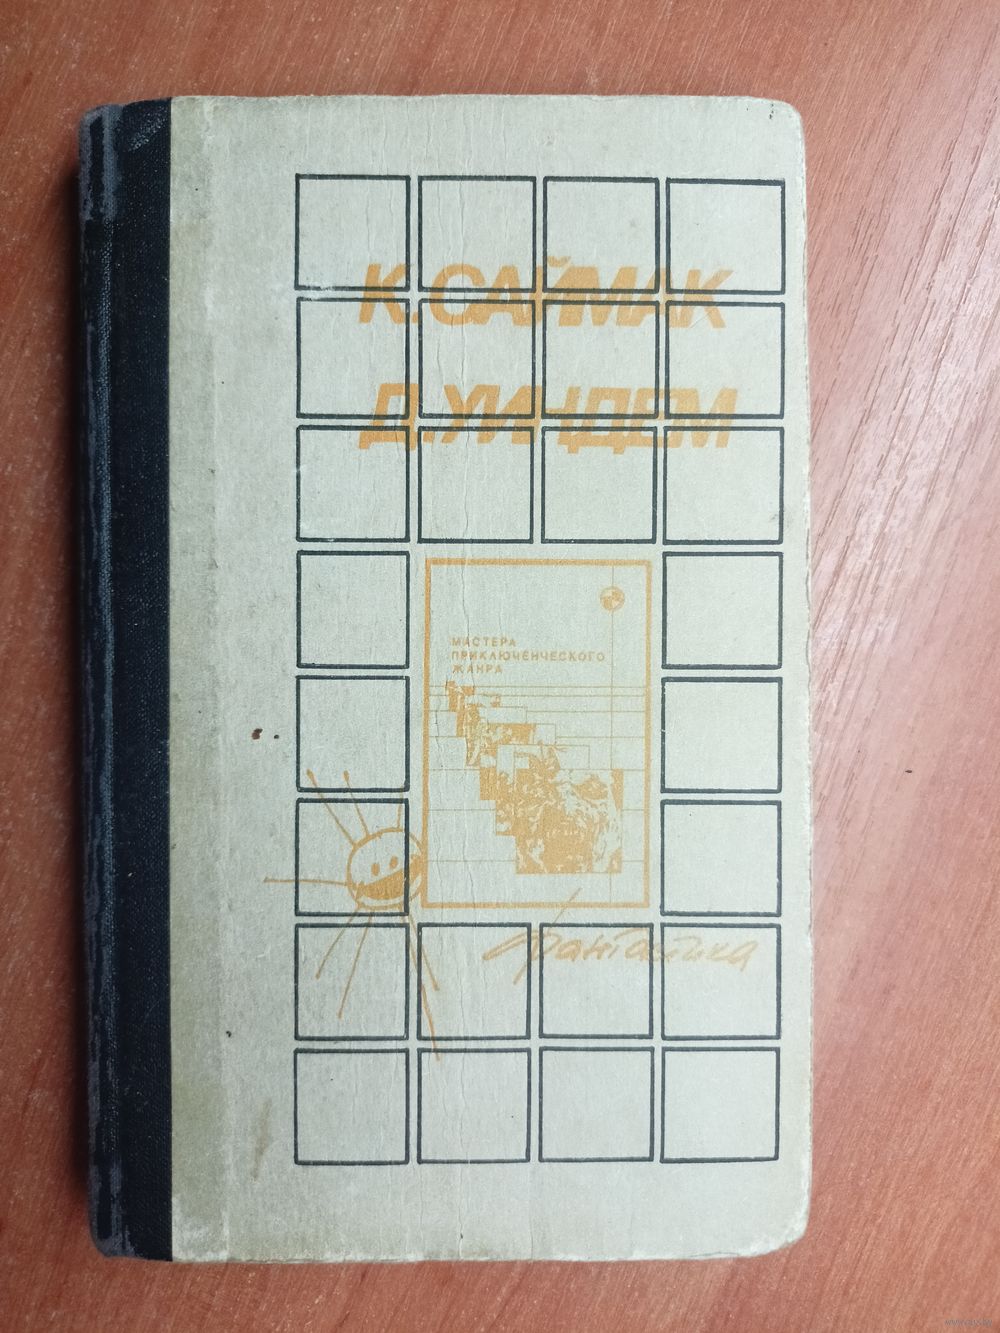 К.САЙМАК
Д.УИНДЕМ
МАСТЕРА
ПРИКЛЮЧЕНЧЕСКОГО
ЖАНРА
фантастика